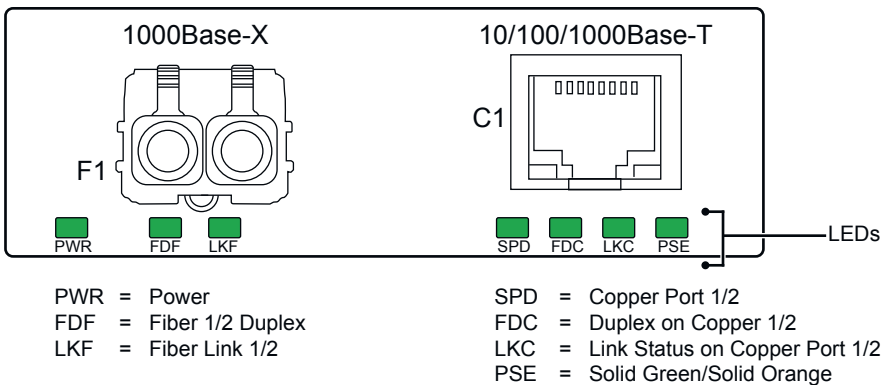 1000Base-X
10/100/1000Base-T
F1
C1
PWR FDF LKF
SPD FDC LKC PSE
LEDs
PWR = Power
FDF = Fiber 1/2 Duplex
LKF = Fiber Link 1/2
SPD = Copper Port 1/2
FDC = Duplex on Copper 1/2
LKC = Link Status on Copper Port 1/2
PSE = Solid Green/Solid Orange